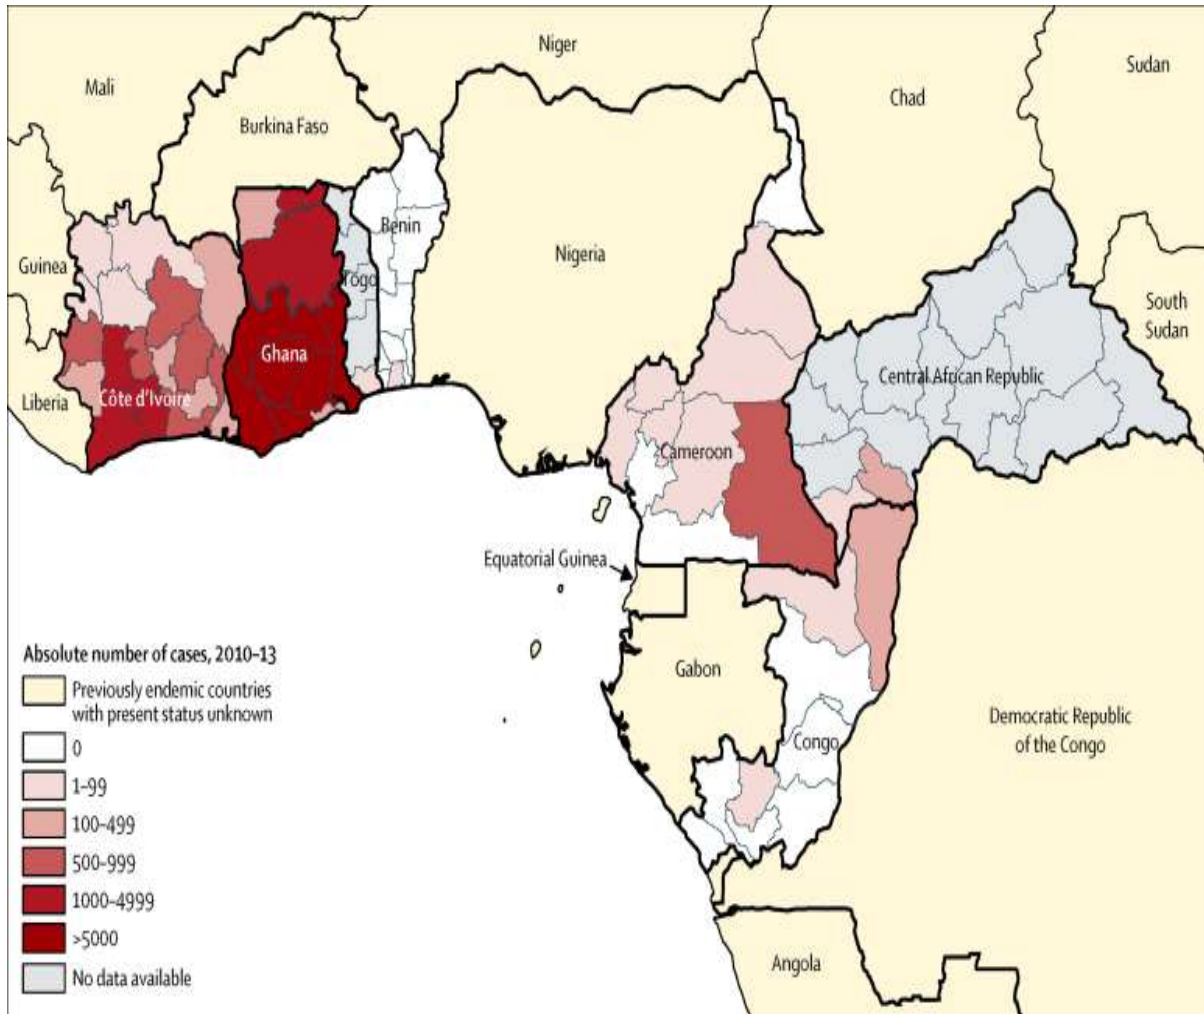 Niger
Sudan
Mali
Chad
Burkina Faso
Benin
Guinea
Nigeria
Togo
South
Sudan
Ghana
Central African Republic
Liberia
Côte d'Ivoire
Cameroon
Equatorial Guinea
Gabon
Democratic Republic
of the Congo
Congo
Angola
Absolute number of cases, 2010–13
Previously endemic countries
with present status unknown
0
1–99
100–499
500–999
1000–4999
>5000
No data available